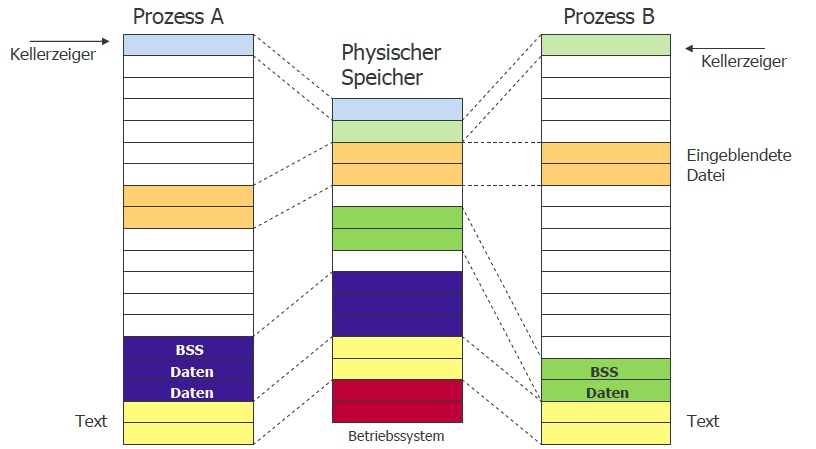 Prozess A
Prozess B
Kellerzeiger
Physischer
Speicher
Kellerzeiger
Eingeblendete
Datei
BSS
Daten
Daten
BSS
Daten
Text
Text
Betriebssystem